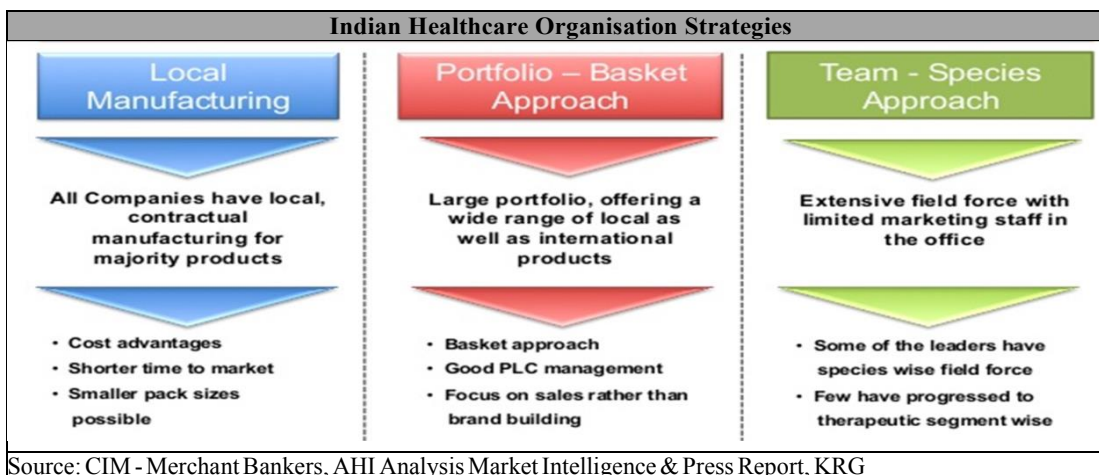 Indian Healthcare Organisation Strategies
Local
Manufacturing
All Companies have local,
contractual
manufacturing for
majority products
• Cost advantages
• Shorter time to market
• Smaller pack sizes
possible
Portfolio – Basket
Approach
Large portfolio, offering a
wide range of local as
well as international
products
• Basket approach
• Good PLC management
• Focus on sales rather than
brand building
Team - Species
Approach
Extensive field force with
limited marketing staff in
the office
• Some of the leaders have
species wise field force
• Few have progressed to
therapeutic segment wise
Source: CIM - Merchant Bankers, AHI Analysis Market Intelligence & Press Report, KRG